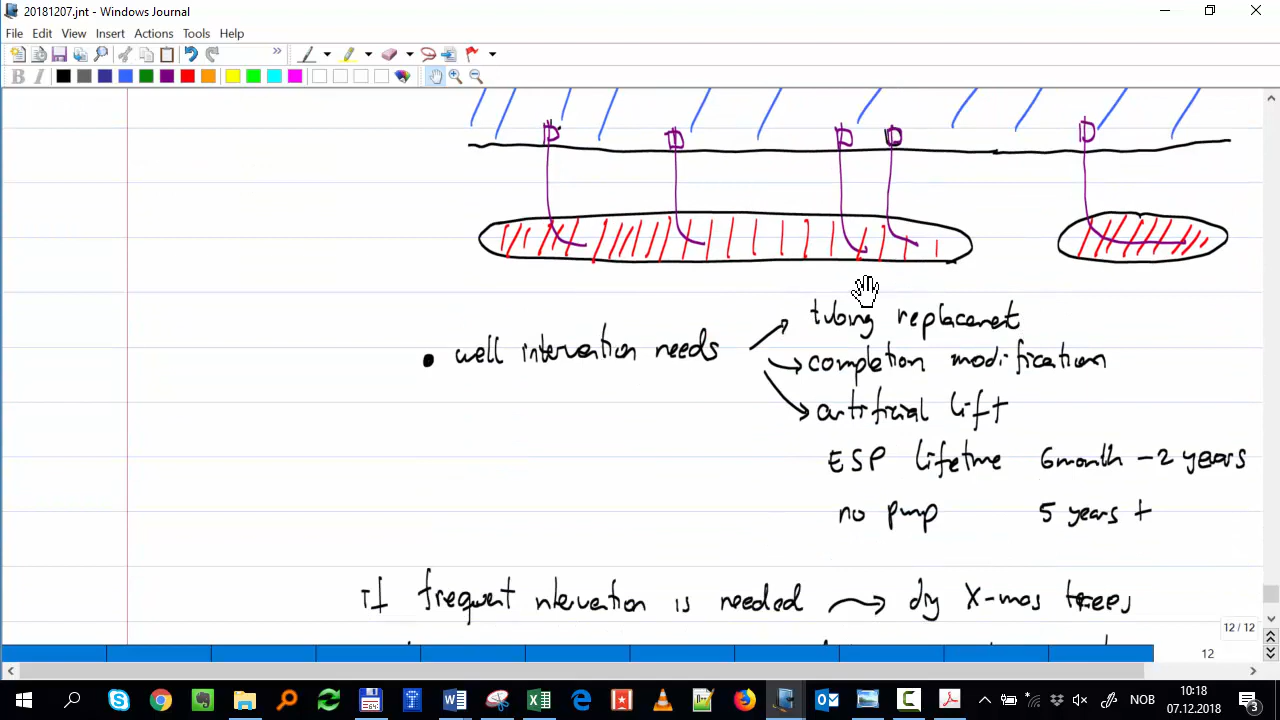 20181207.jnt - Windows Journal
File Edit View Insert Actions Tools Help
B I
D D D D D
• well intervention needs
tubing replacement
completion modification
artificial lift
ESP lifetime 6month - 2 years
no pump 5 years +
If frequent intervention is needed → dry X-mas trees
12 / 12
12
NOB
10:18
07.12.2018
3